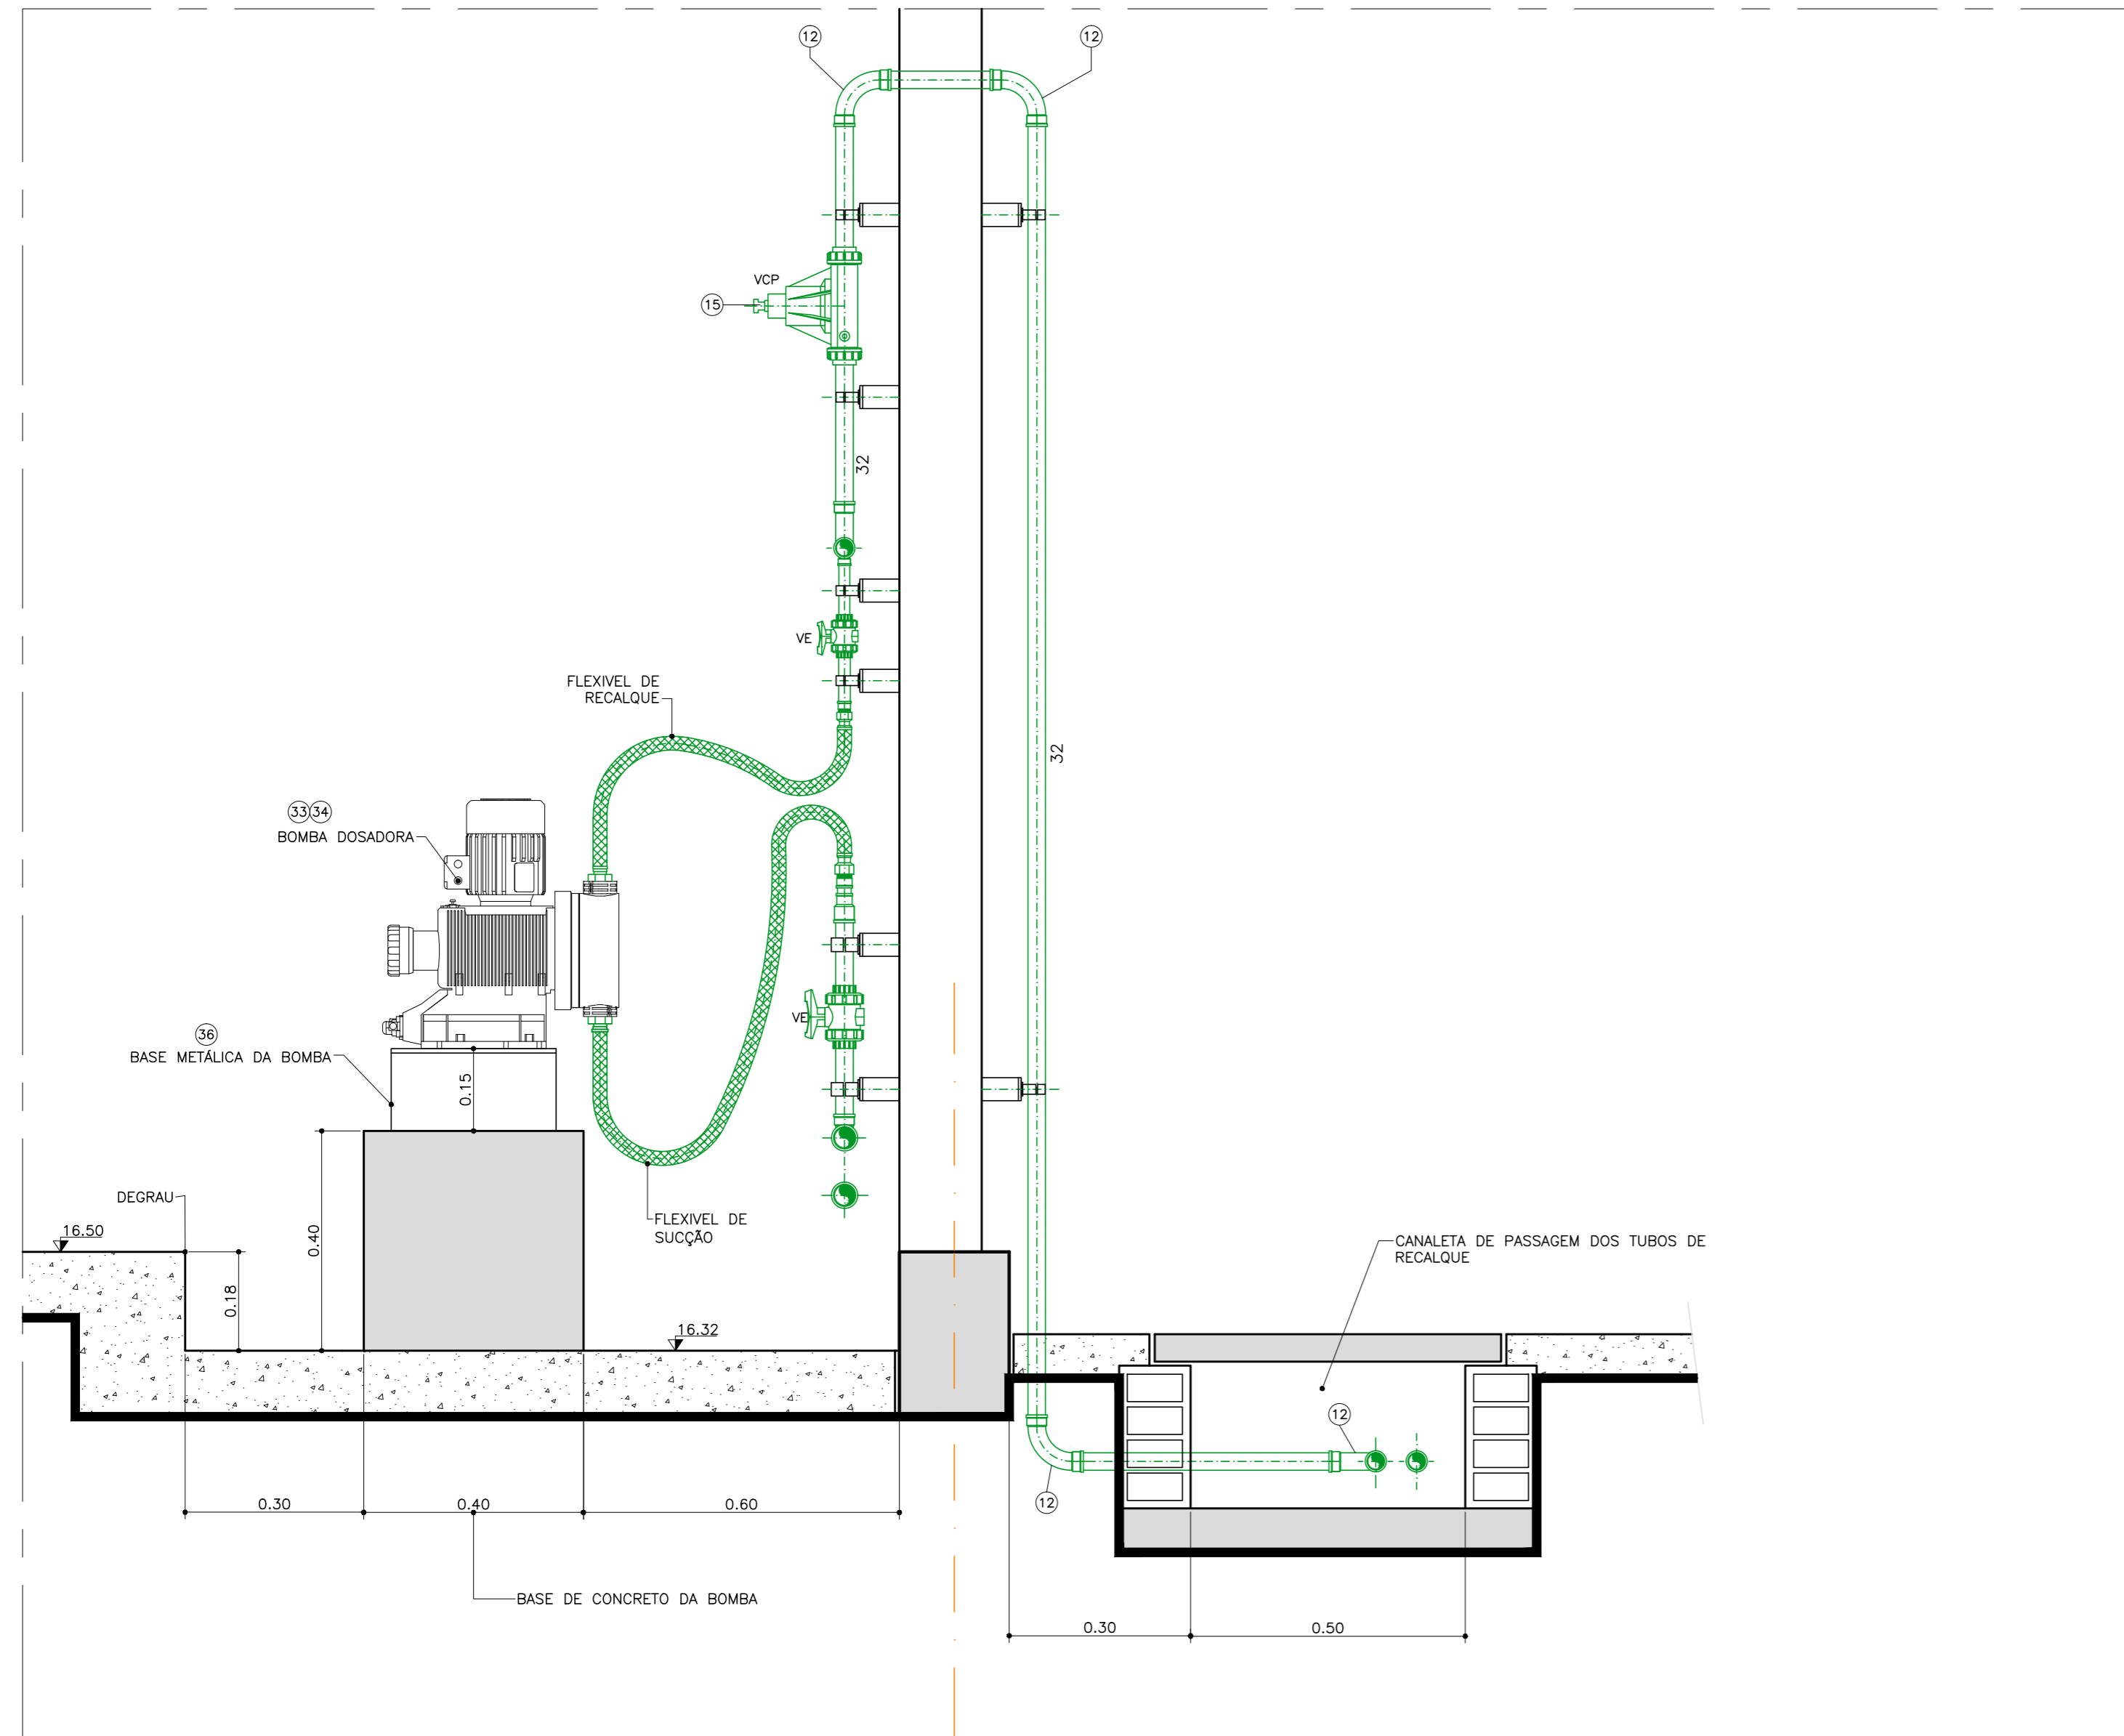 12
12
VCP
15
32
VE
FLEXIVEL DE
RECALQUE
32
33 34
BOMBA DOSADORA
VE
36
BASE METÁLICA DA BOMBA
0.15
DEGRAU
FLEXIVEL DE
SUCÇÃO
16.50
0.40
CANALETA DE PASSAGEM DOS TUBOS DE
RECALQUE
0.18
16.32
12
12
0.30
0.40
0.60
BASE DE CONCRETO DA BOMBA
0.30
0.50